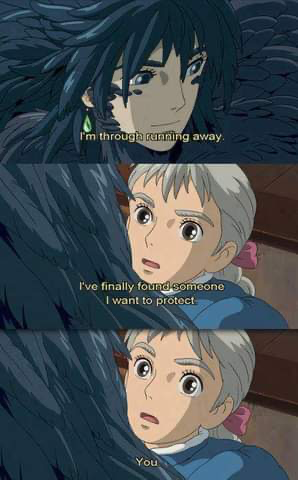 I'm through running away.
I've finally found someone
I want to protect.
You.